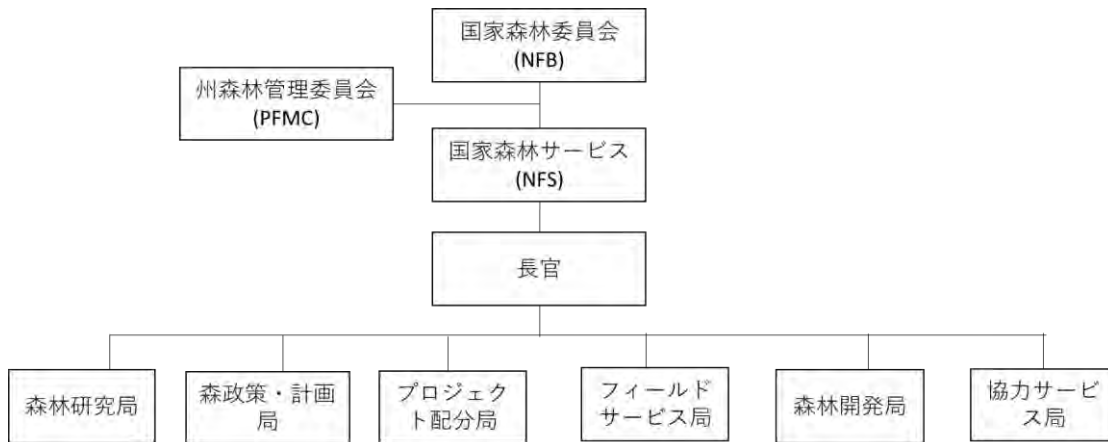 国家森林委員会
(NFB)
州森林管理委員会
(PFMC)
国家森林サービス
(NFS)
長官
森林研究局
森政策・計画
局
プロジェク
ト配分局
フィールド
サービス局
森林開発局
協力サービ
ス局